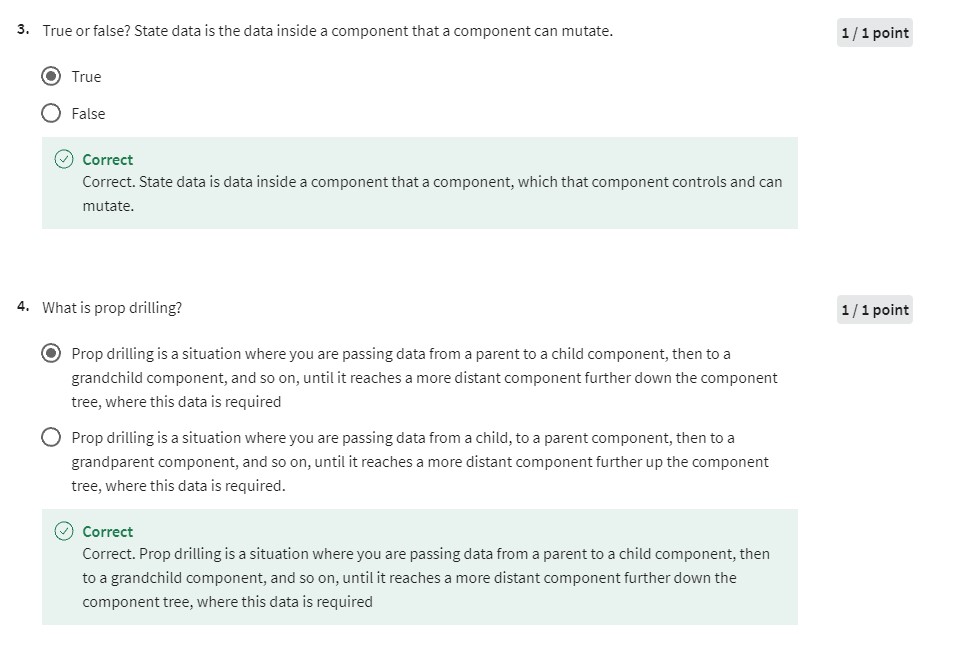 3. True or false? State data is the data inside a component that a component can mutate.
1 / 1 point
True
False
Correct
Correct. State data is data inside a component that a component, which that component controls and can
mutate.
4. What is prop drilling?
1 / 1 point
Prop drilling is a situation where you are passing data from a parent to a child component, then to a
grandchild component, and so on, until it reaches a more distant component further down the component
tree, where this data is required
Prop drilling is a situation where you are passing data from a child, to a parent component, then to a
grandparent component, and so on, until it reaches a more distant component further up the component
tree, where this data is required.
Correct
Correct. Prop drilling is a situation where you are passing data from a parent to a child component, then
to a grandchild component, and so on, until it reaches a more distant component further down the
component tree, where this data is required